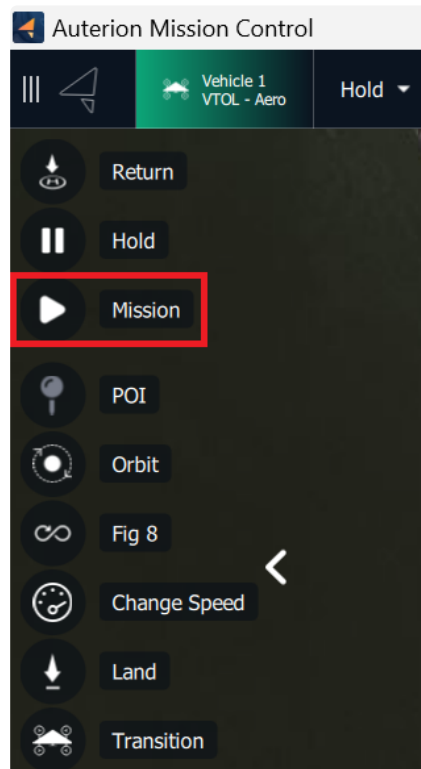 Auterion Mission Control
Vehicle 1
VTOL - Aero
Hold
Return
Hold
Mission
POI
Orbit
Fig 8
Change Speed
Land
Transition